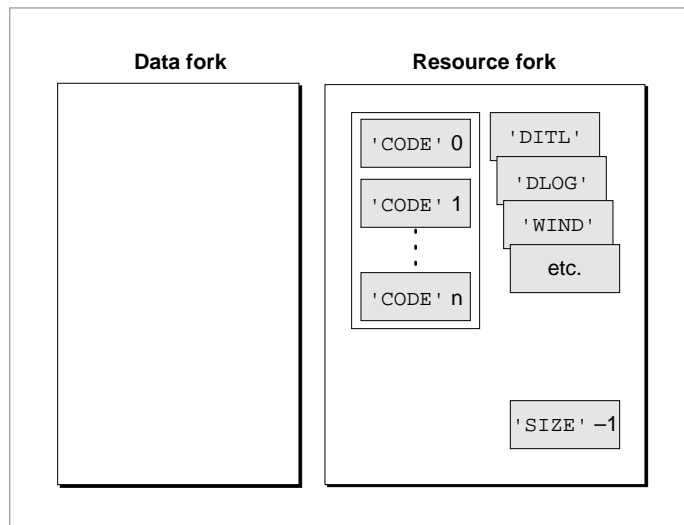 Data fork
Resource fork
'CODE' 0
'CODE' 1
'CODE' n
'DITL'
'DLOG'
'WIND'
etc.
'SIZE' –1